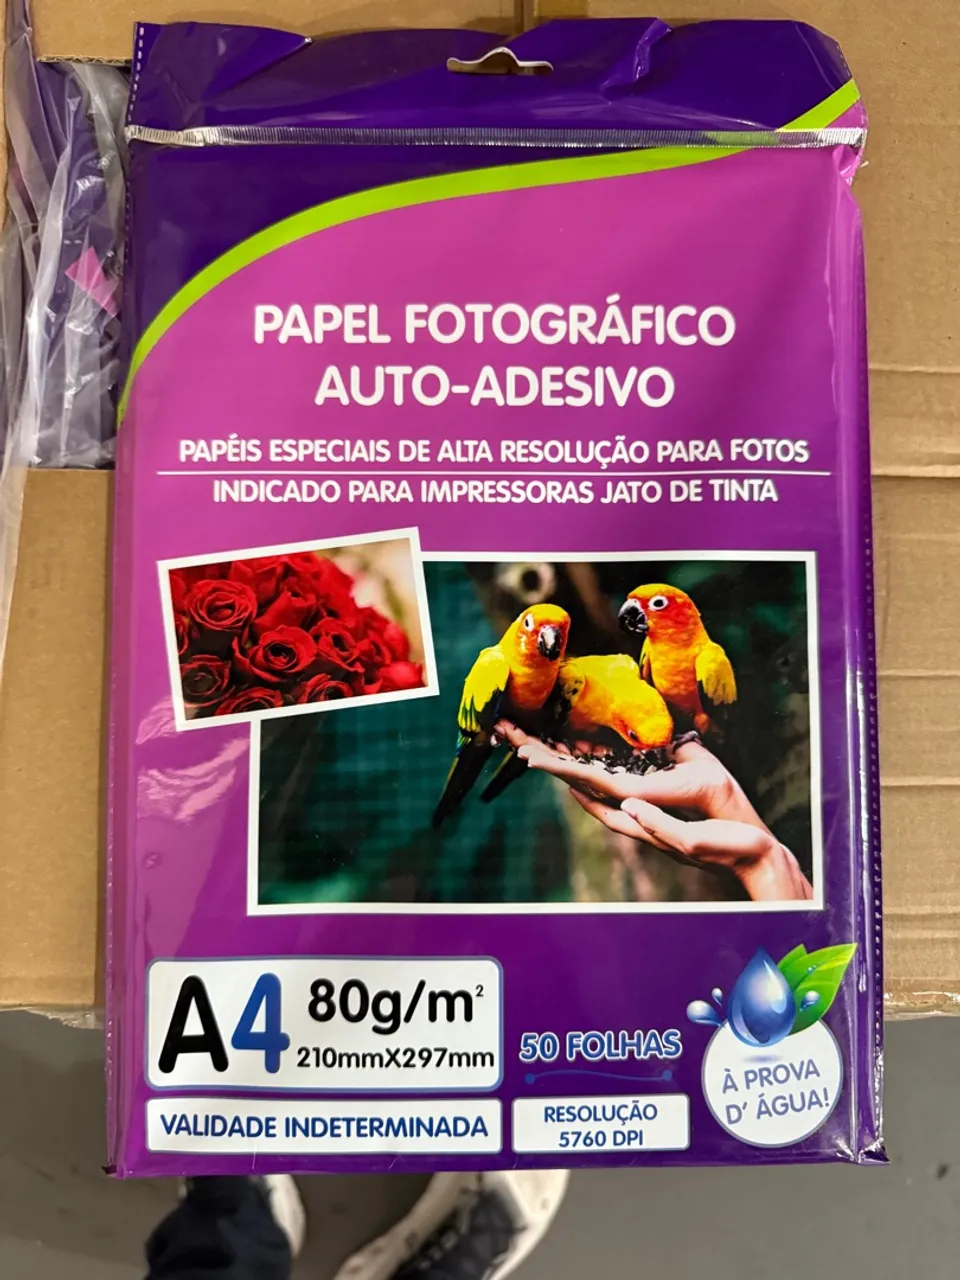 PAPEL FOTOGRÁFICO
AUTO-ADESIVO
PAPÉIS ESPECIAIS DE ALTA RESOLUÇÃO PARA FOTOS
INDICADO PARA IMPRESSORAS JATO DE TINTA
A4
80g/m²
210mmX297mm
50 FOLHAS
À PROVA
D' ÁGUA!
VALIDADE INDETERMINADA
RESOLUÇÃO
5760 DPI